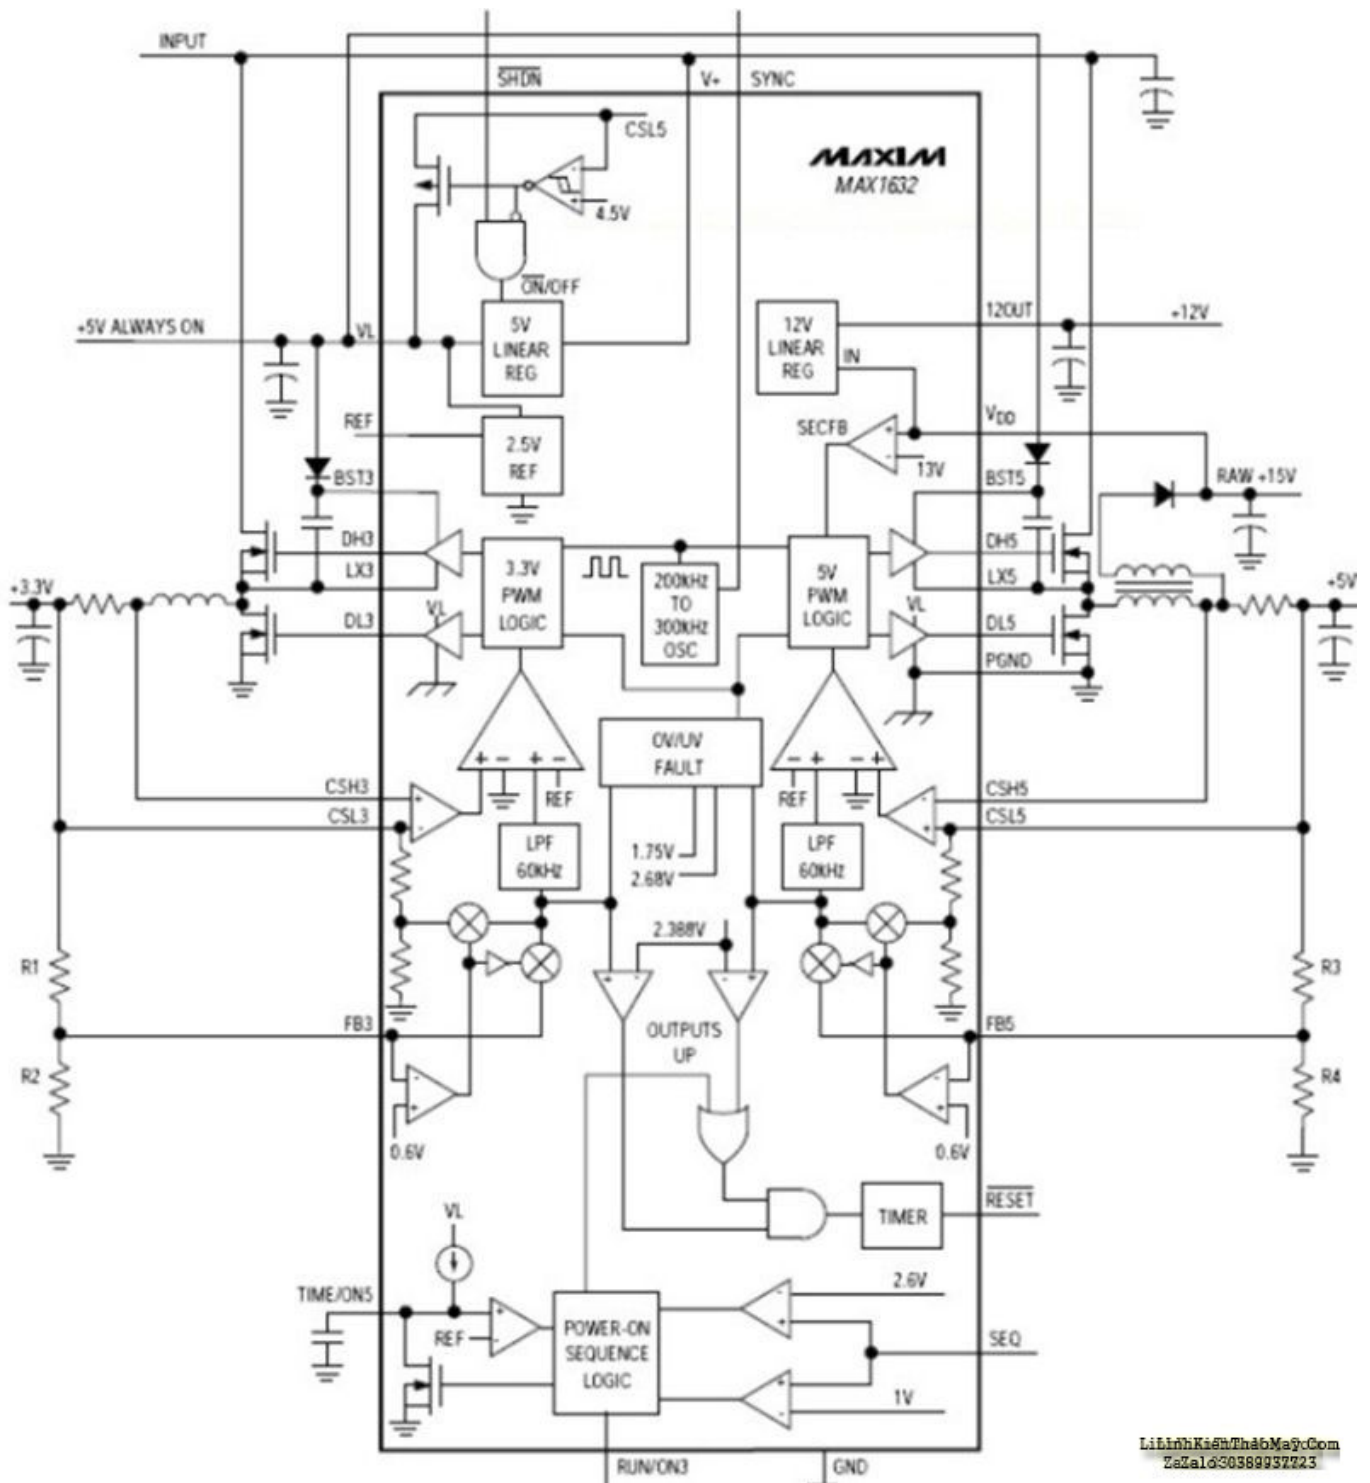 INPUT
SHDN
V+
SYNC
CSL5
MAXIM
MAX1632
4.5V
ON/OFF
+5V ALWAYS ON
VL
5V
LINEAR
REG
12V
LINEAR
REG
12OUT
+12V
IN
REF
2.5V
REF
SECFB
VDD
13V
BST3
BST5
RAW +15V
DH3
LX3
3.3V
PWM
LOGIC
200kHz
TO
300kHz
OSC
5V
PWM
LOGIC
DH5
LX5
+3.3V
+5V
VL
DL3
VL
DL5
PGND
OV/UV
FAULT
CSH3
CSL3
REF
REF
CSH5
CSL5
LPF
60kHz
1.75V
2.68V
LPF
60kHz
2.388V
R1
R3
FB3
OUTPUTS
UP
FB5
R2
R4
0.6V
0.6V
RESET
TIMER
VL
TIME/ON5
REF
POWER-ON
SEQUENCE
LOGIC
2.6V
SEQ
1V
RUN/ON3
GND